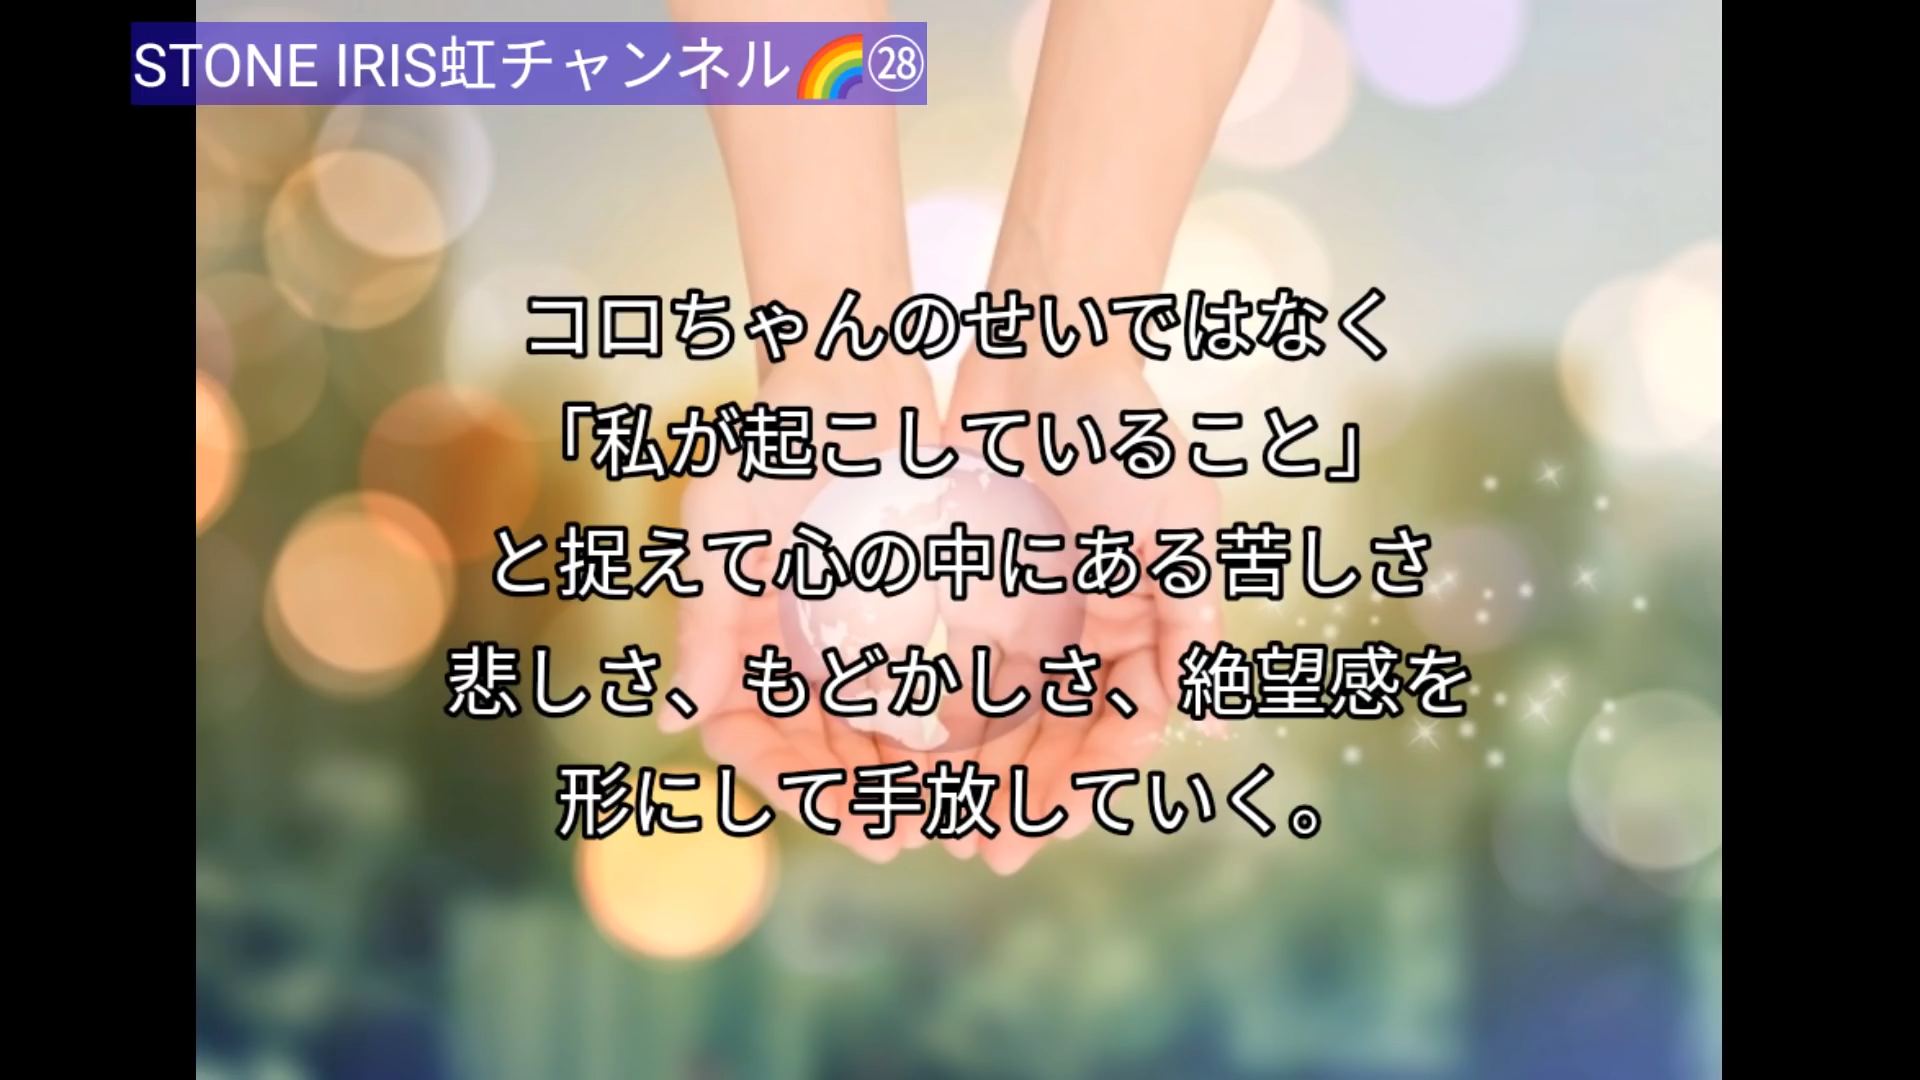 STONE IRIS虹チャンネル🌈㉘
コロちゃんのせいではなく
「私が起こしていること」
と捉えて心の中にある苦しさ
悲しさ、もどかしさ、絶望感を
形にして手放していく。